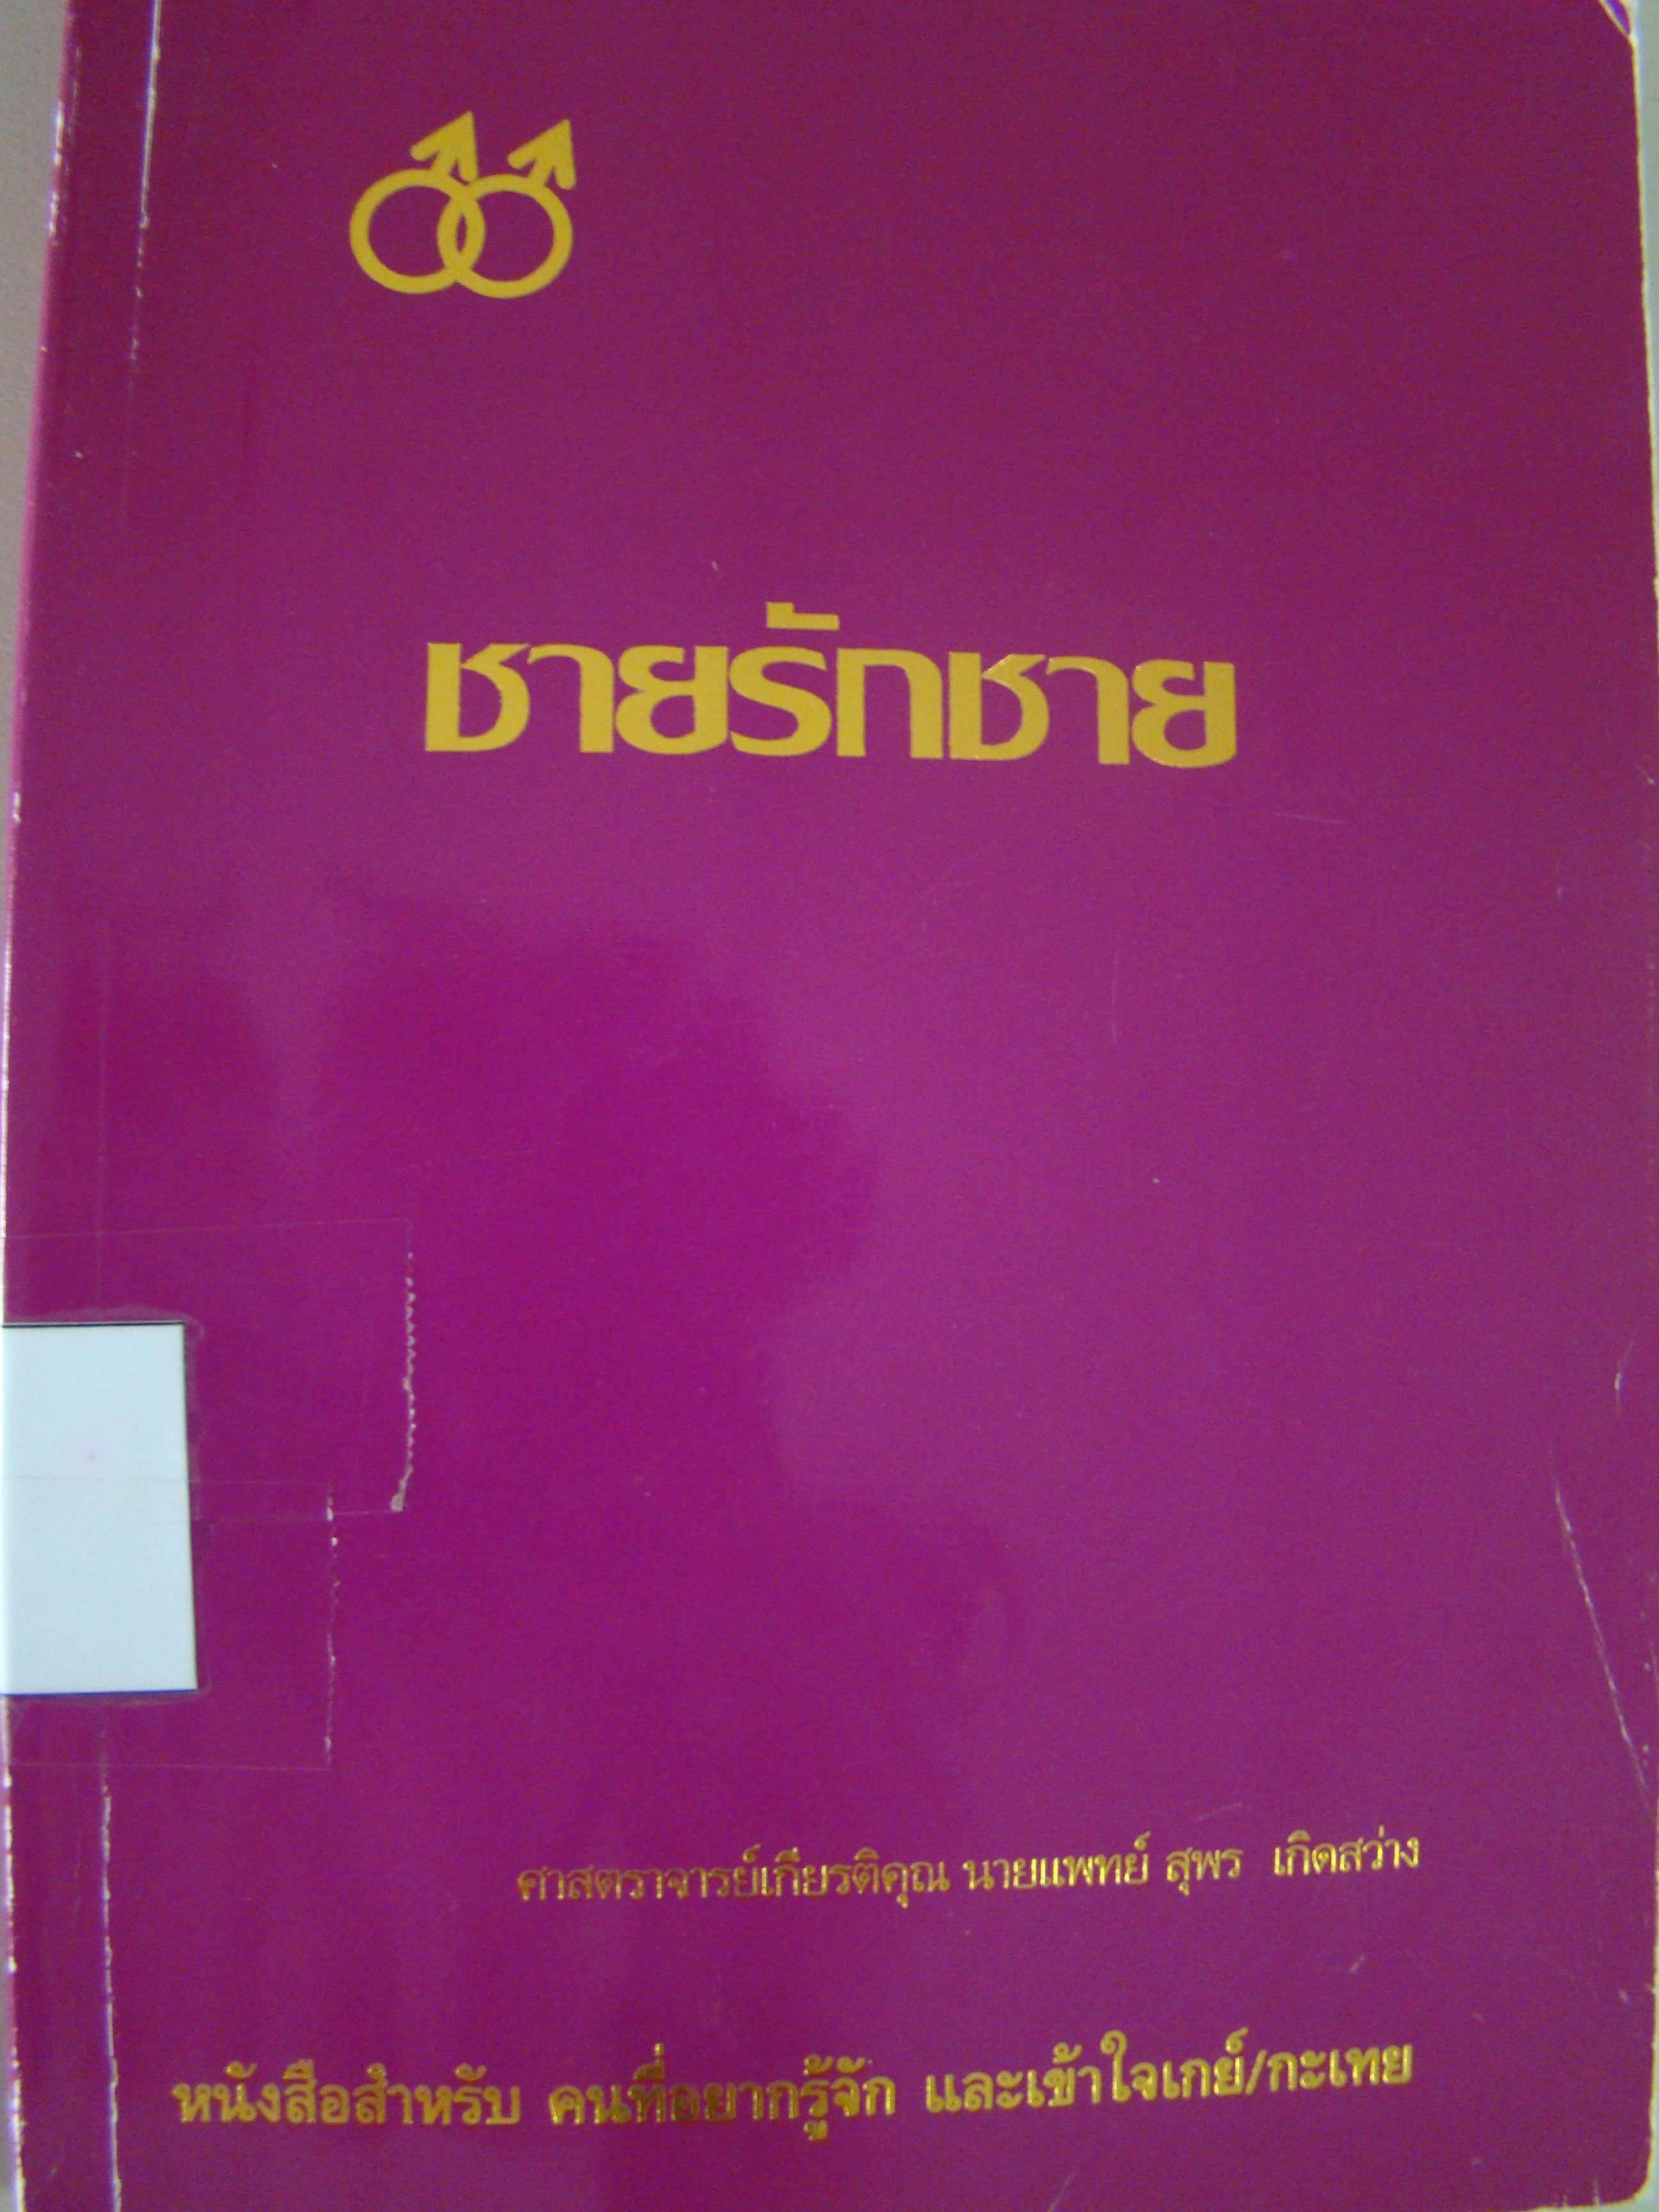 ชายรักชาย
ศาสตราจารย์เกียรติคุณ นายแพทย์ สุพร เกิดสว่าง
หนังสือสำหรับ คนที่อยากรู้จัก และเข้าใจเกย์/กะเทย